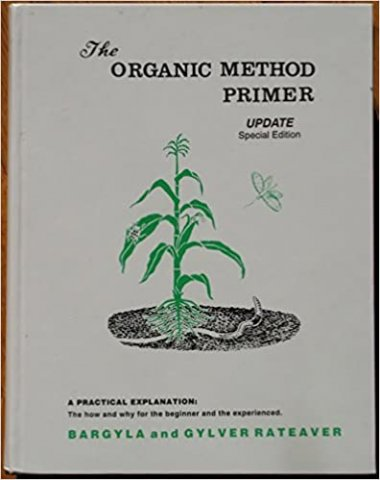 The
ORGANIC METHOD
PRIMER
UPDATE
Special Edition
A PRACTICAL EXPLANATION:
The how and why for the beginner and the experienced.
BARGYLA and GYLVER RATEAVER